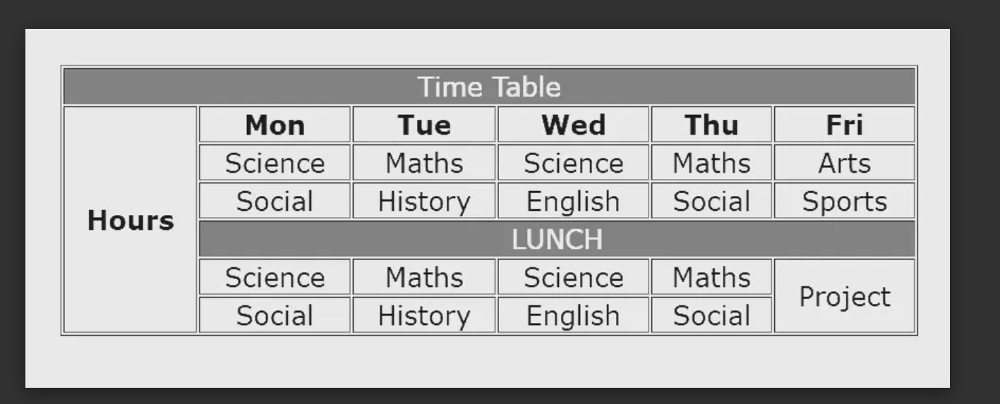 Time Table
Hours Mon Tue Wed Thu Fri
Science Maths Science Maths Arts
Social History English Social Sports
LUNCH
Science Maths Science Maths Project
Social History English Social